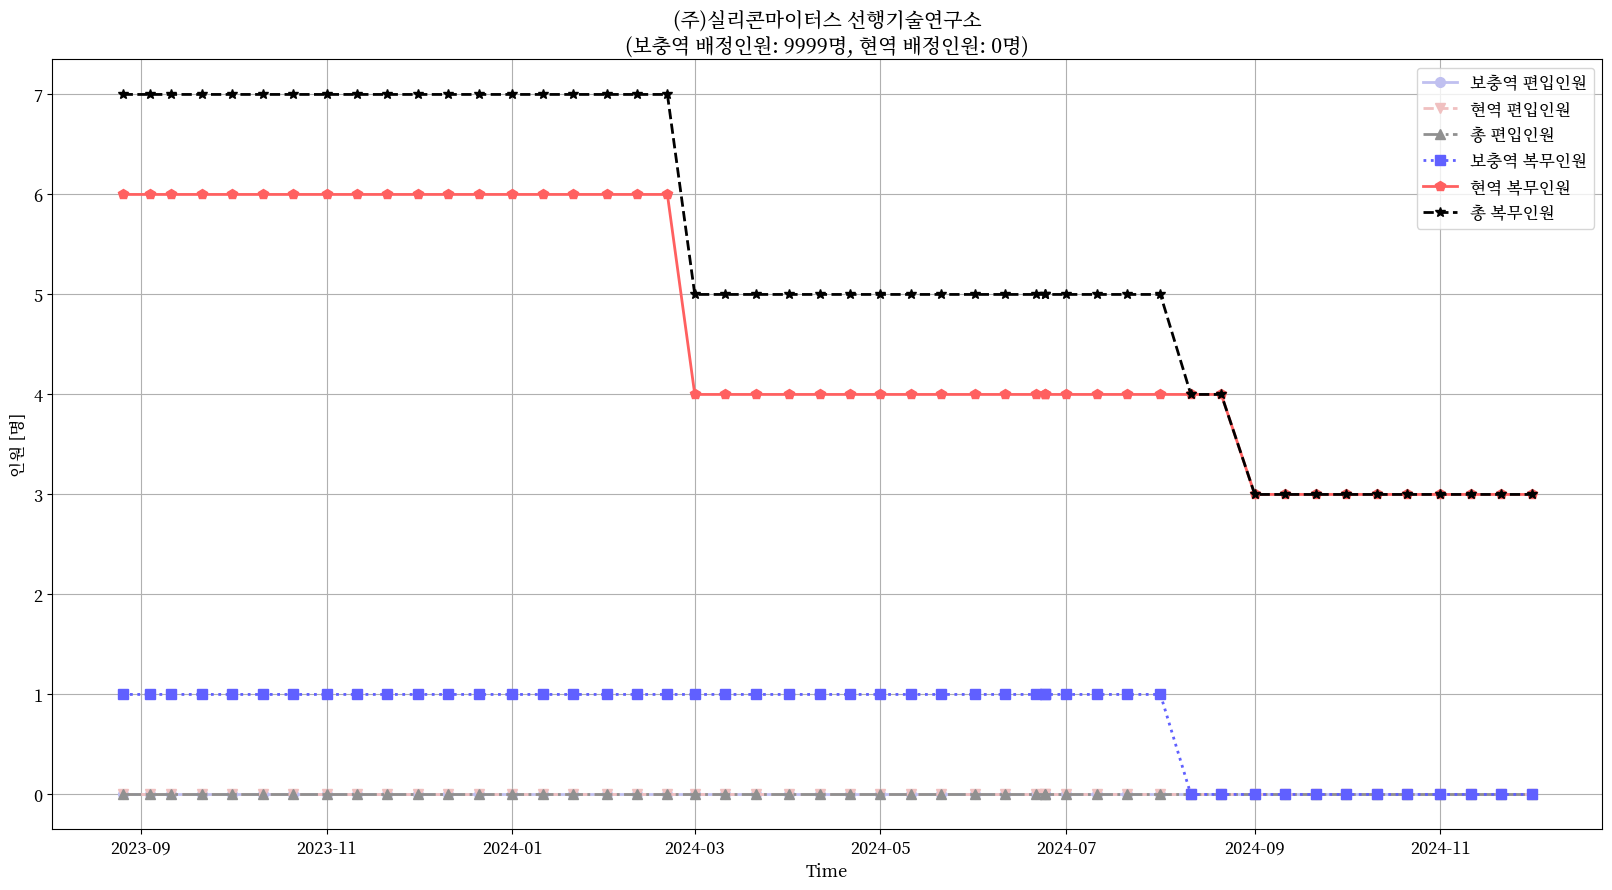 (주)실리콘마이터스 선행기술연구소
(보충역 배정인원: 9999명, 현역 배정인원: 0명)
보충역 편입인원
현역 편입인원
총 편입인원
보충역 복무인원
현역 복무인원
총 복무인원
인원 [명]
7
6
5
4
3
2
1
0
2023-09 2023-11 2024-01 2024-03 2024-05 2024-07 2024-09 2024-11
Time